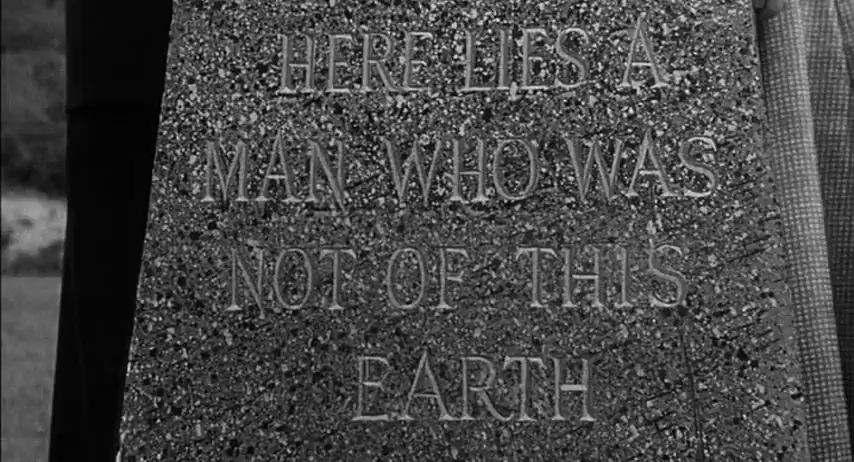 HERE LIES A
MAN WHO WAS
NOT OF THIS
EARTH